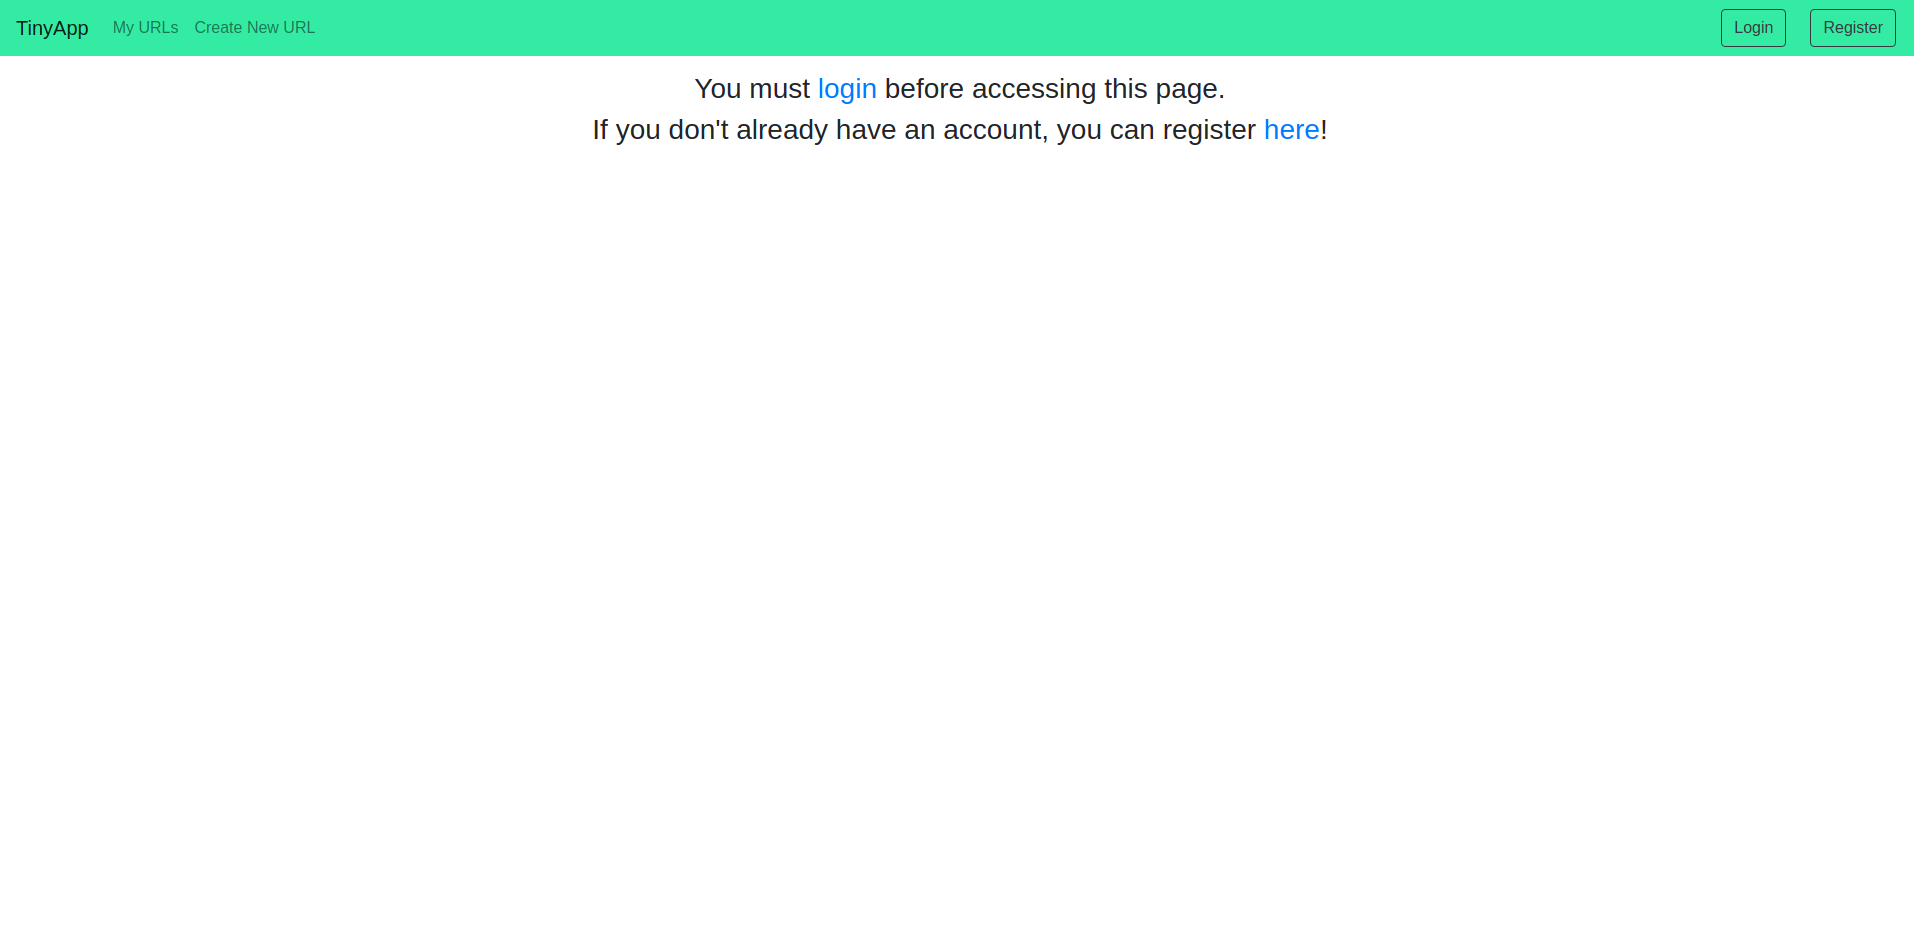 TinyApp My URLs Create New URL Login Register
You must login before accessing this page.
If you don't already have an account, you can register here!